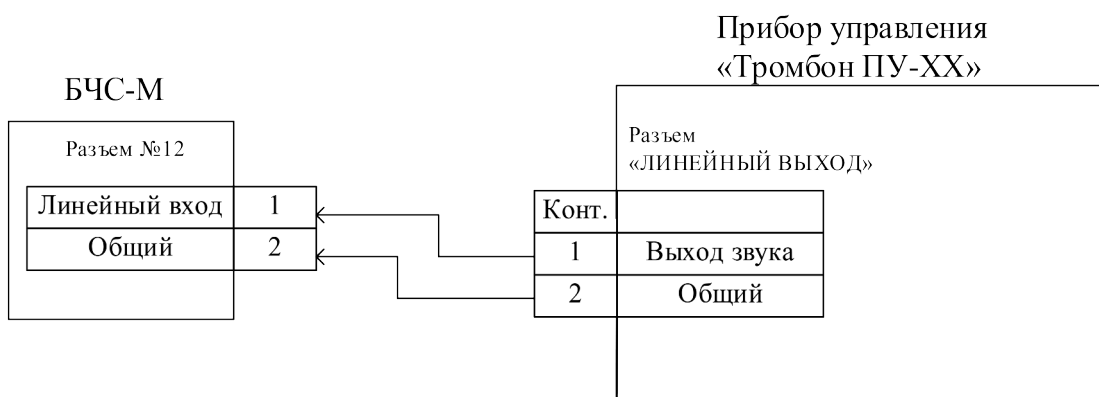 Прибор управления
«Тромбон ПУ-ХХ»
БЧС-М
Разъем №12
Линейный вход 1
Общий 2
Разъем
«ЛИНЕЙНЫЙ ВЫХОД»
Конт.
1 Выход звука
2 Общий